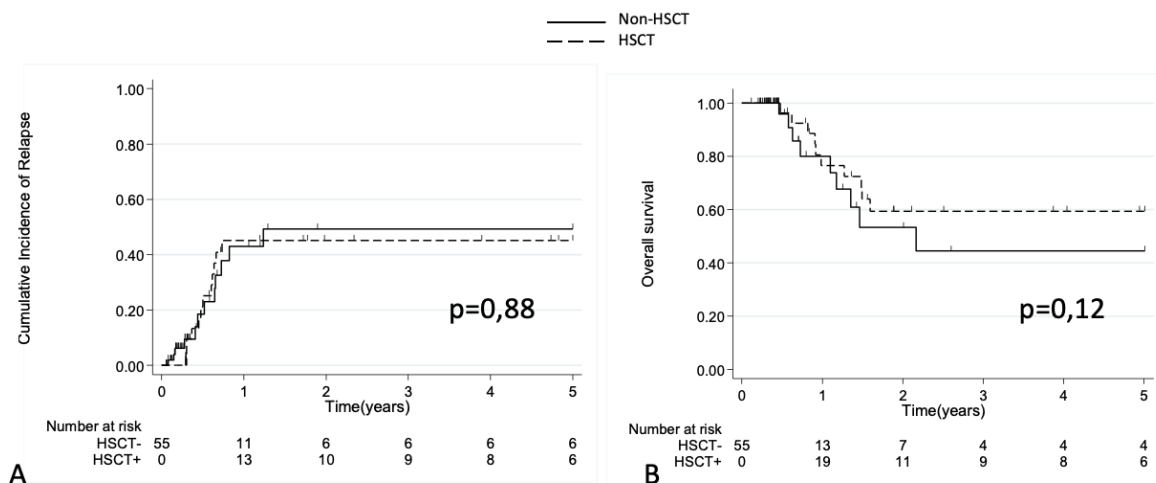 Non-HSCT
HSCT
Cumulative Incidence of Relapse
1.00
0.80
0.60
0.40
0.20
0.00
p=0,88
0 1 2 3 4 5
Time(years)
Number at risk
HSCT- 55 11 6 6 6 6
HSCT+ 0 13 10 9 8 6
A
Overall survival
1.00
0.80
0.60
0.40
0.20
0.00
p=0,12
0 1 2 3 4 5
Time(years)
Number at risk
HSCT- 55 13 7 4 4 4
HSCT+ 0 19 11 9 8 6
B